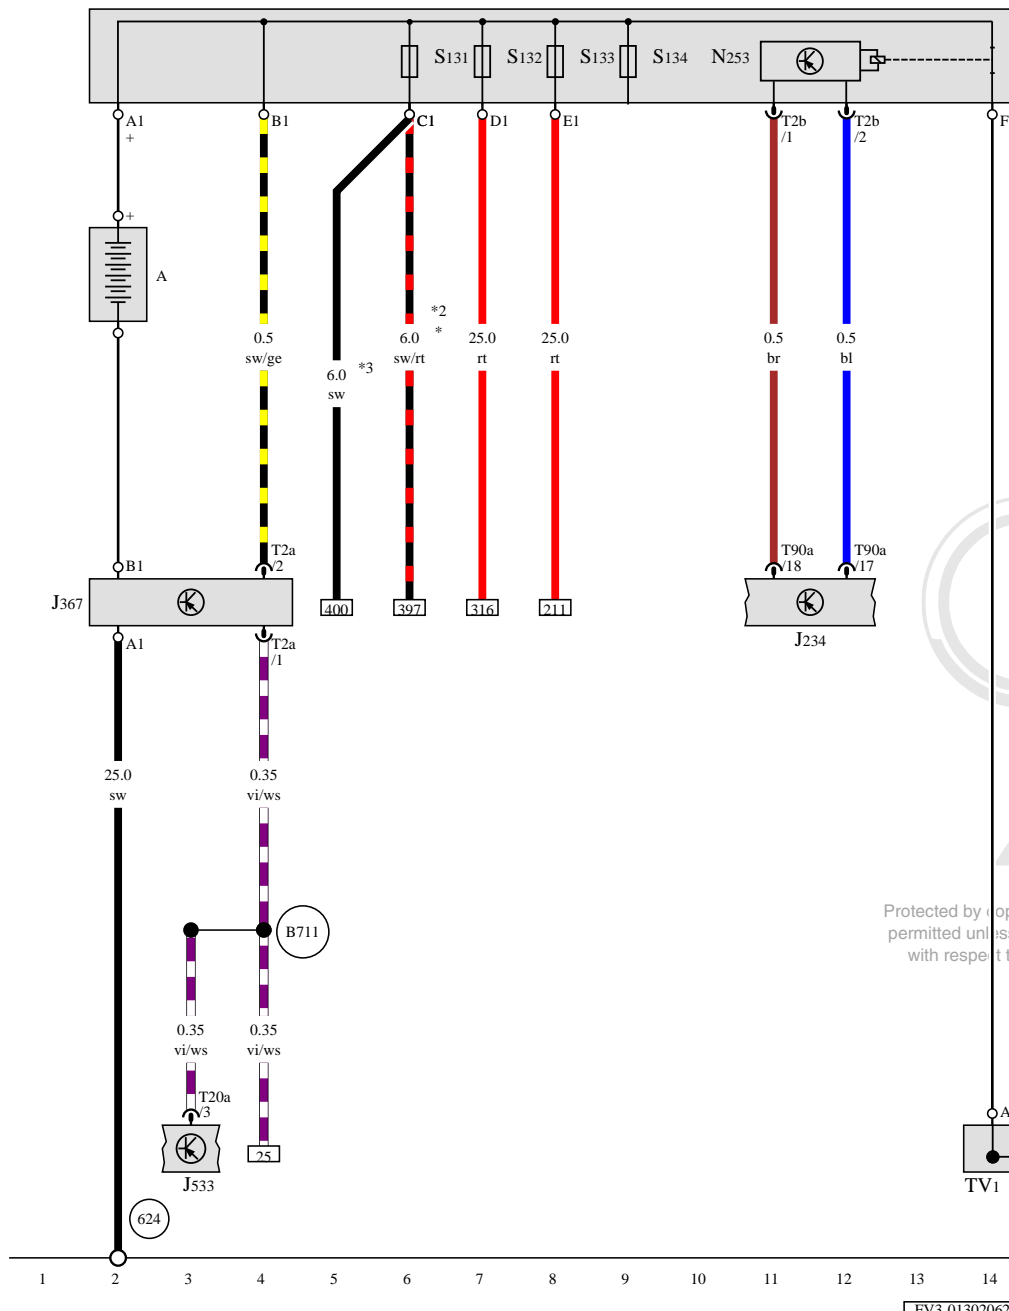 S131
S132
S133
S134
N253
A1
+
B1
C1
D1
E1
T2b
/1
T2b
/2
F
+
A
*2
*
0.5
sw/ge
6.0
sw/rt
25.0
rt
25.0
rt
0.5
br
0.5
bl
*3
6.0
sw
B1
T2a
/2
T90a
/18
T90a
/17
J367
400
397
316
211
J234
A1
T2a
/1
25.0
sw
0.35
vi/ws
B711
Protected by cop
permitted unless
with respect t
0.35
vi/ws
0.35
vi/ws
T20a
/3
A
25
J533
TV1
624
1 2 3 4 5 6 7 8 9 10 11 12 13 14
EV3-01302062